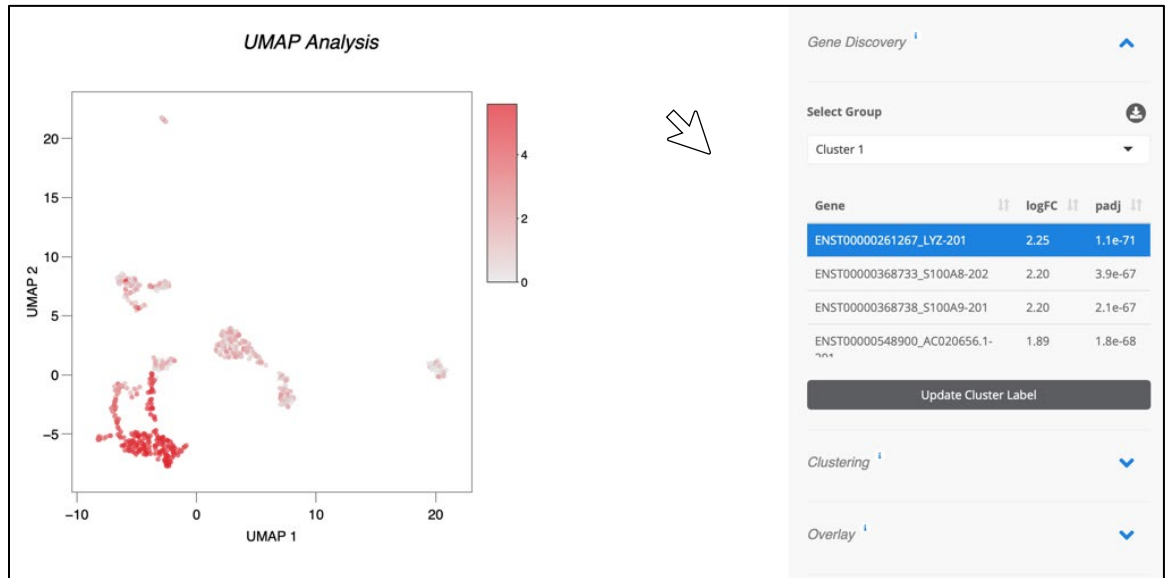 UMAP Analysis
Gene Discovery i
Select Group
Cluster 1
Gene logFC padj
ENST00000261267_LYZ-201 2.25 1.1e-71
ENST00000368733_S100A8-202 2.20 3.9e-67
ENST00000368738_S100A9-201 2.20 2.1e-67
ENST00000548900_AC020656.1- 1.89 1.8e-68
201
Update Cluster Label
Clustering i
Overlay i
20
15
10
5
0
−5
UMAP 2
−10 0 10 20
UMAP 1
4
2
0